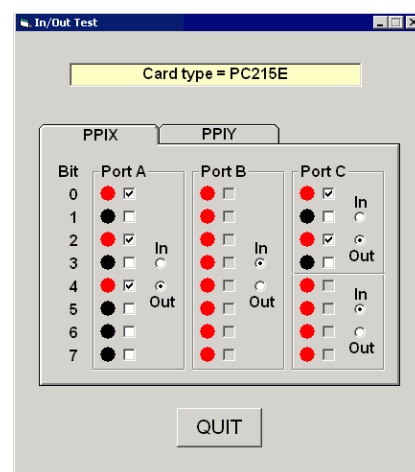 In/Out Test
Card type = PC215E
PPIX PPIY
Bit Port A Port B Port C
0
1 In
2 In In
3 Out
4 Out Out In
5
6
7 Out
QUIT